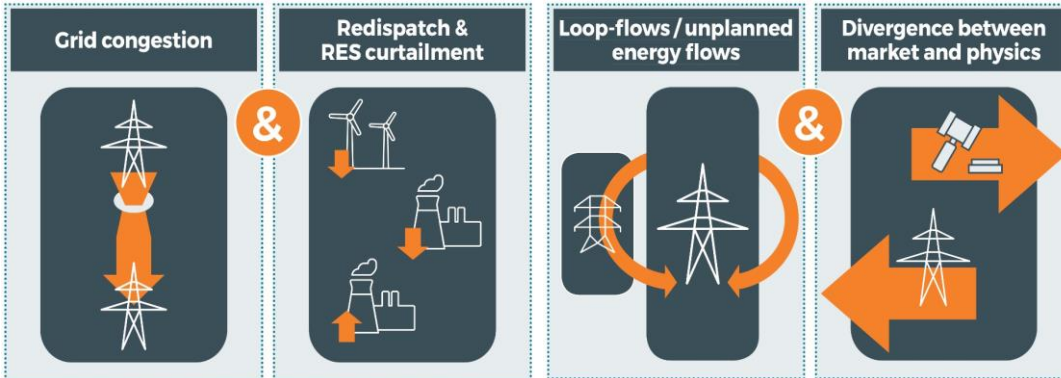 Grid congestion
&
Redispatch &
RES curtailment
Loop-flows / unplanned
energy flows
&
Divergence between
market and physics